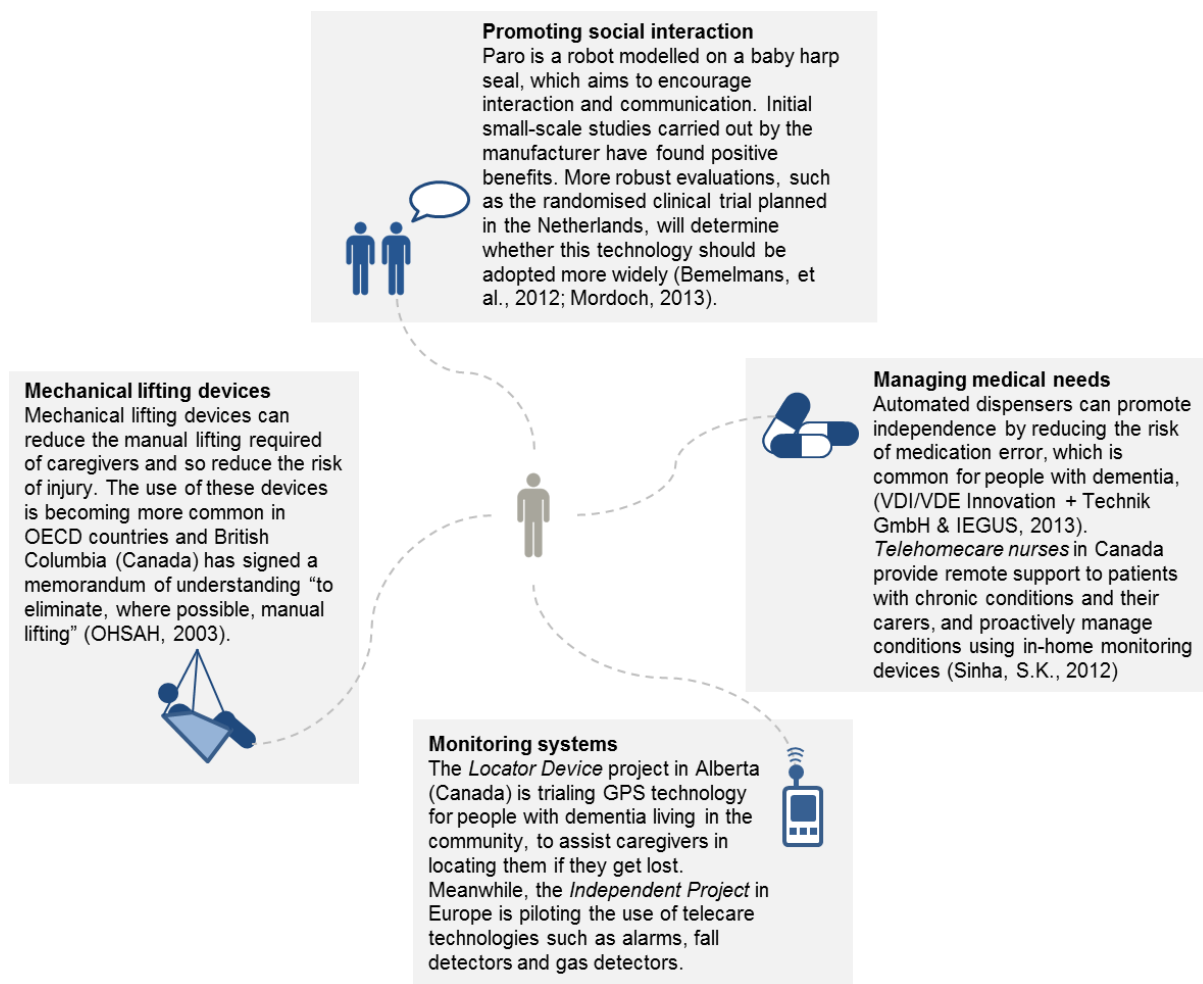 Promoting social interaction
Paro is a robot modelled on a baby harp
seal, which aims to encourage
interaction and communication. Initial
small-scale studies carried out by the
manufacturer have found positive
benefits. More robust evaluations, such
as the randomised clinical trial planned
in the Netherlands, will determine
whether this technology should be
adopted more widely (Bemelmans, et
al., 2012; Mordoch, 2013).
Mechanical lifting devices
Mechanical lifting devices can
reduce the manual lifting required
of caregivers and so reduce the risk
of injury. The use of these devices
is becoming more common in
OECD countries and British
Columbia (Canada) has signed a
memorandum of understanding “to
eliminate, where possible, manual
lifting” (OHSAH, 2003).
Managing medical needs
Automated dispensers can promote
independence by reducing the risk
of medication error, which is
common for people with dementia,
(VDI/VDE Innovation + Technik
GmbH & IEGUS, 2013).
Telehomecare nurses in Canada
provide remote support to patients
with chronic conditions and their
carers, and proactively manage
conditions using in-home monitoring
devices (Sinha, S.K., 2012)
Monitoring systems
The Locator Device project in Alberta
(Canada) is trialing GPS technology
for people with dementia living in the
community, to assist caregivers in
locating them if they get lost.
Meanwhile, the Independent Project in
Europe is piloting the use of telecare
technologies such as alarms, fall
detectors and gas detectors.